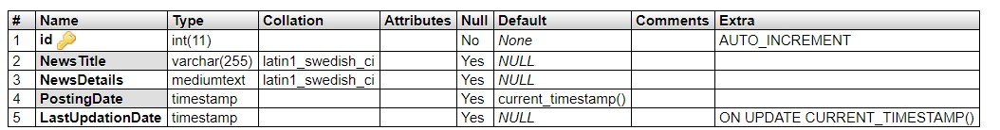 # Name Type Collation Attributes Null Default Comments Extra
1 id int(11) No None AUTO_INCREMENT
2 NewsTitle varchar(255) latin1_swedish_ci Yes NULL
3 NewsDetails mediumtext latin1_swedish_ci Yes NULL
4 PostingDate timestamp Yes current_timestamp()
5 LastUpdationDate timestamp Yes NULL ON UPDATE CURRENT_TIMESTAMP()